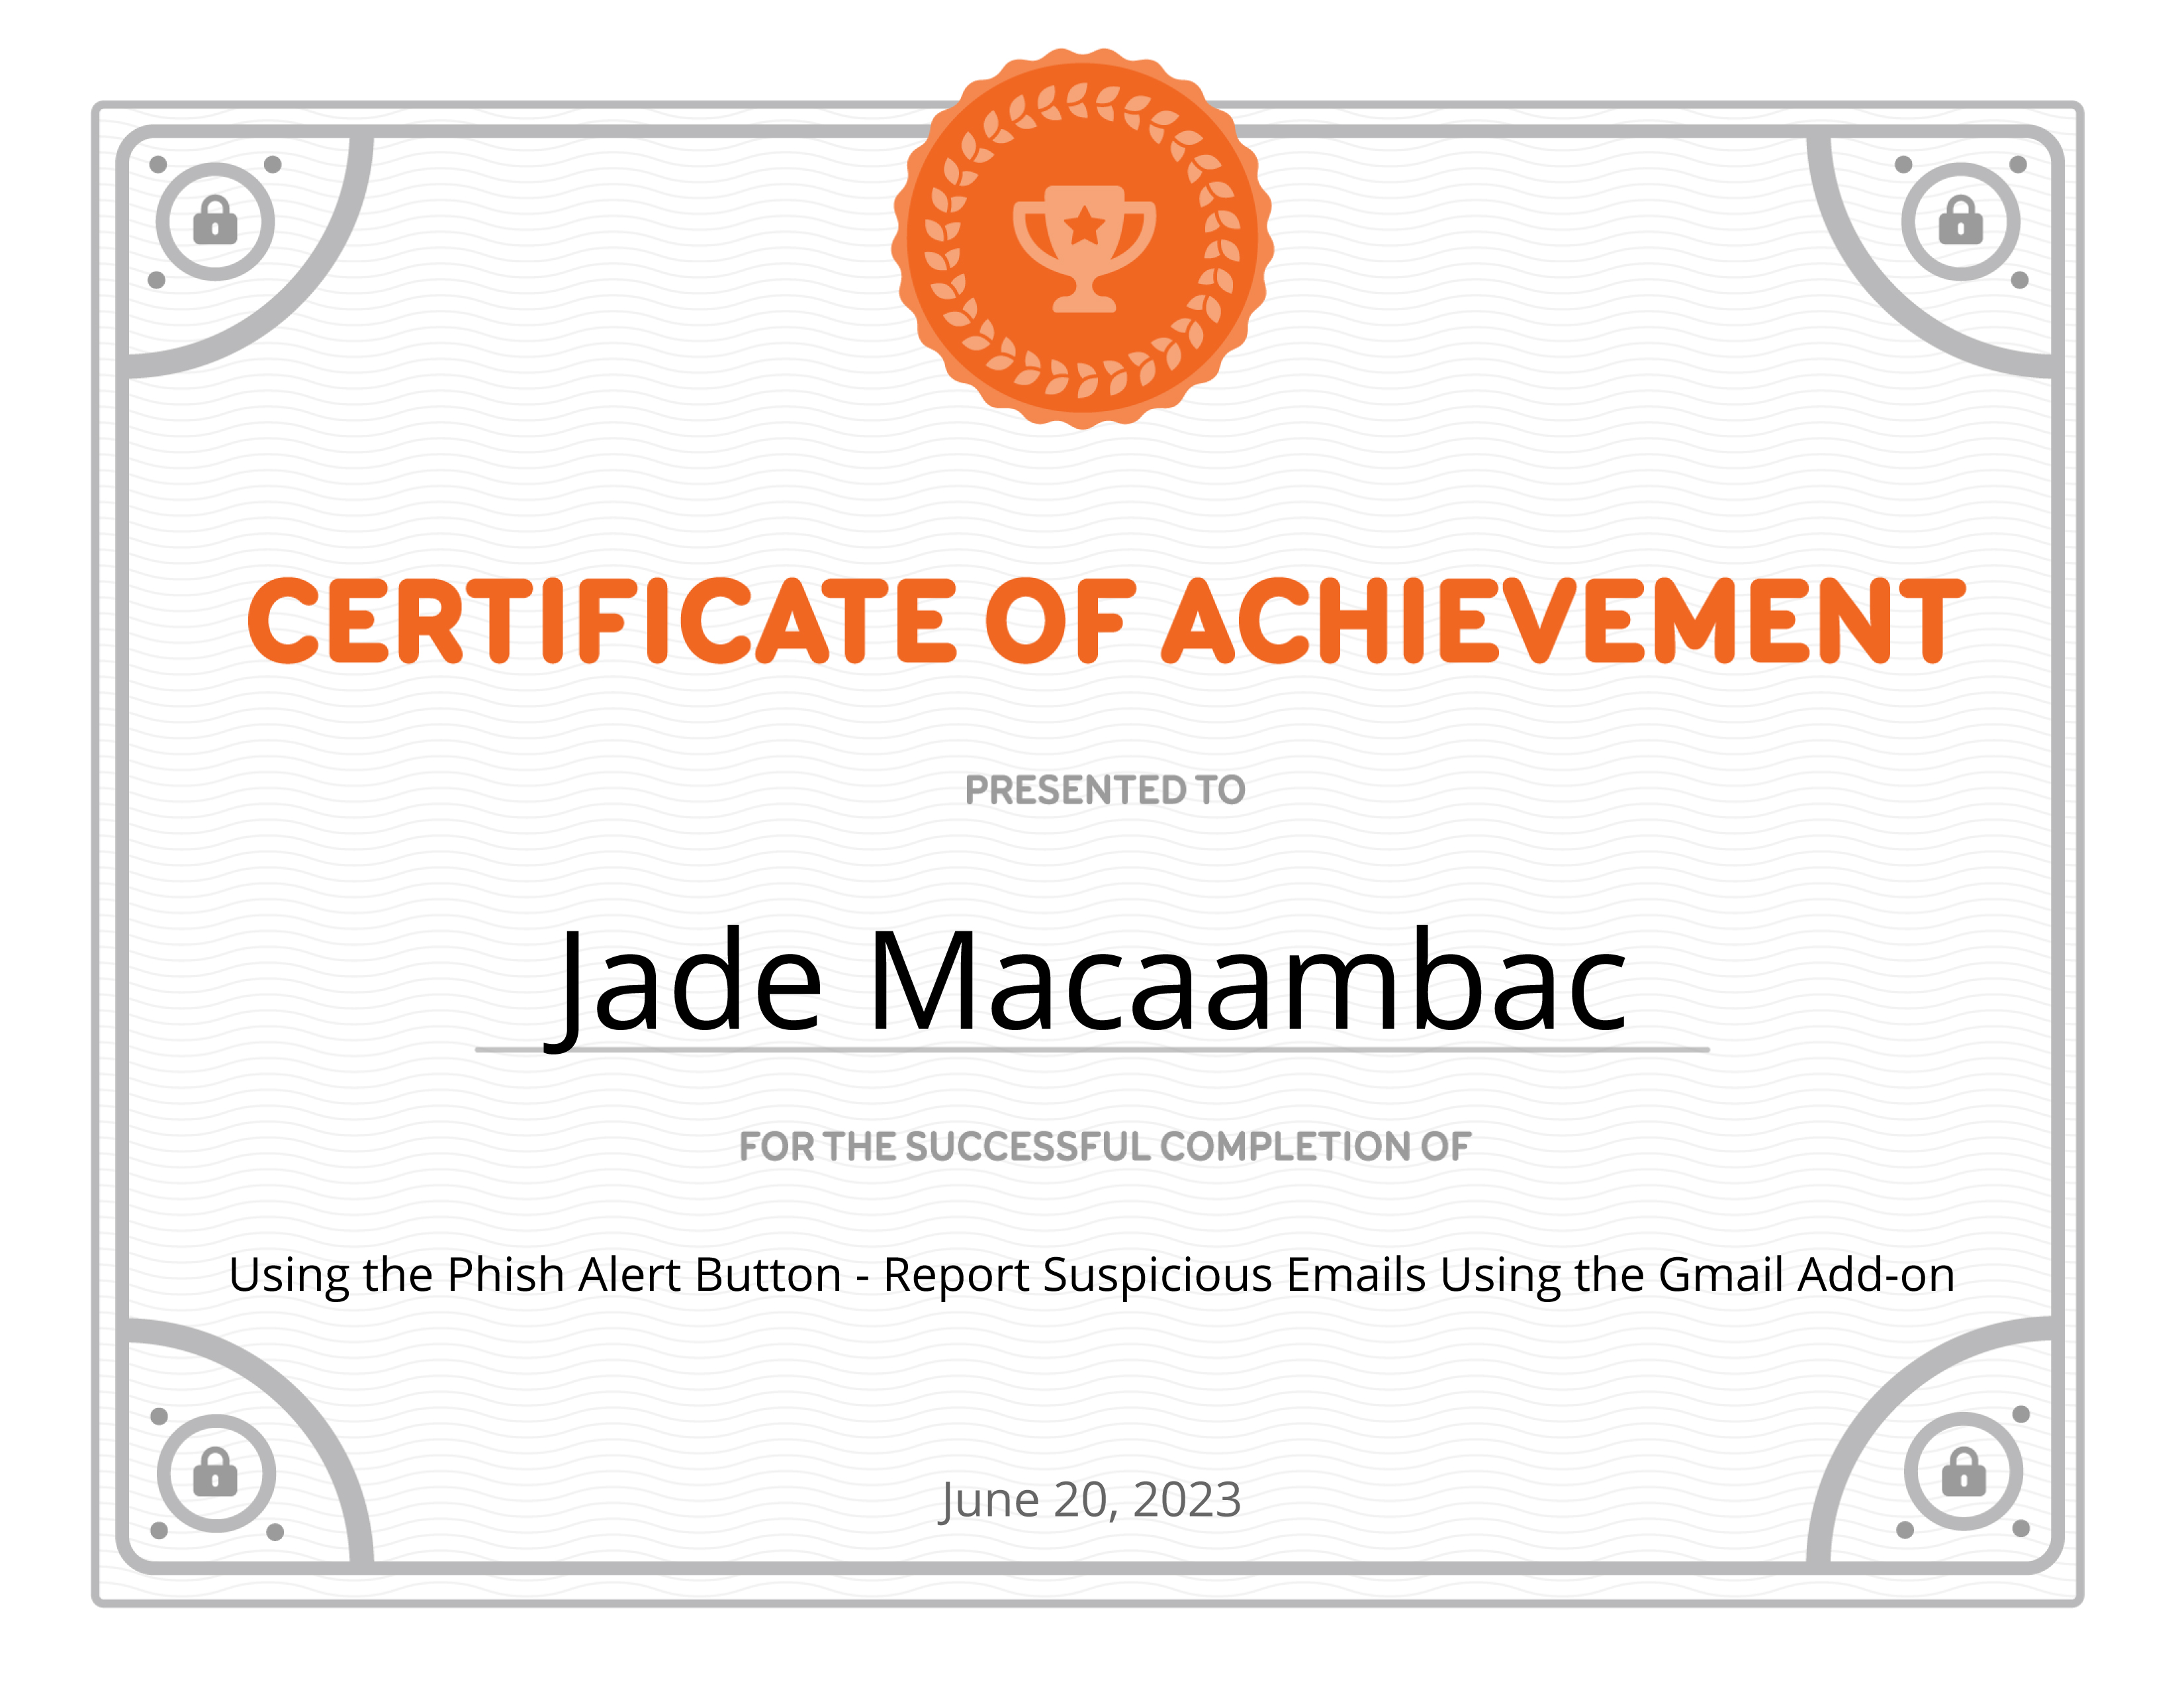 CERTIFICATE OF ACHIEVEMENT
PRESENTED TO
Jade Macaambac
FOR THE SUCCESSFUL COMPLETION OF
Using the Phish Alert Button - Report Suspicious Emails Using the Gmail Add-on
June 20, 2023